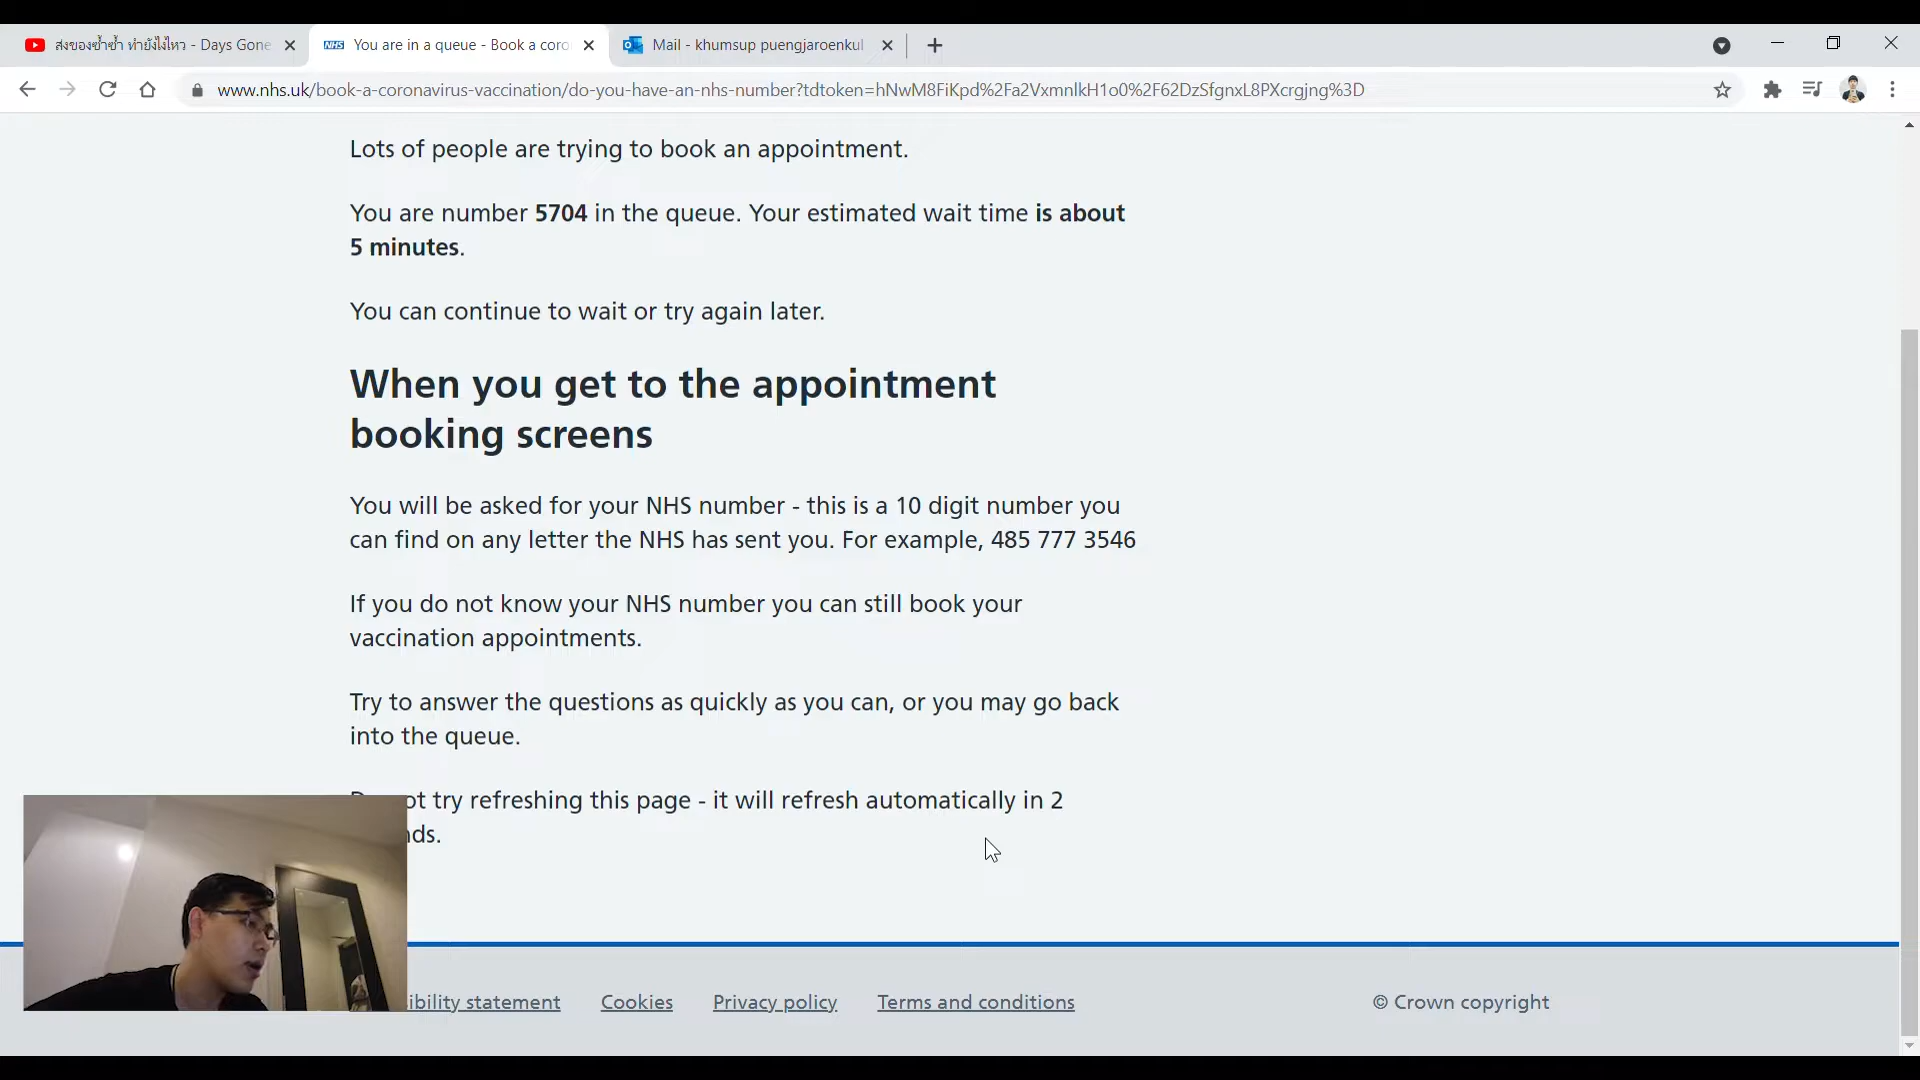 ส่งของซ้ำซ้ำ ทำยังไงไหว - Days Gone
NHS You are in a queue - Book a coro
Mail - khumsup puengjaroenkul
www.nhs.uk/book-a-coronavirus-vaccination/do-you-have-an-nhs-number?tdtoken=hNwM8FiKpd%2Fa2VxmnlkH1o0%2F62DzSfgnxL8PXcrgjng%3D
Lots of people are trying to book an appointment.
You are number 5704 in the queue. Your estimated wait time is about
5 minutes.
You can continue to wait or try again later.
When you get to the appointment
booking screens
You will be asked for your NHS number - this is a 10 digit number you
can find on any letter the NHS has sent you. For example, 485 777 3546
If you do not know your NHS number you can still book your
vaccination appointments.
Try to answer the questions as quickly as you can, or you may go back
into the queue.
try refreshing this page - it will refresh automatically in 2
statement
Cookies
Privacy policy
Terms and conditions
© Crown copyright